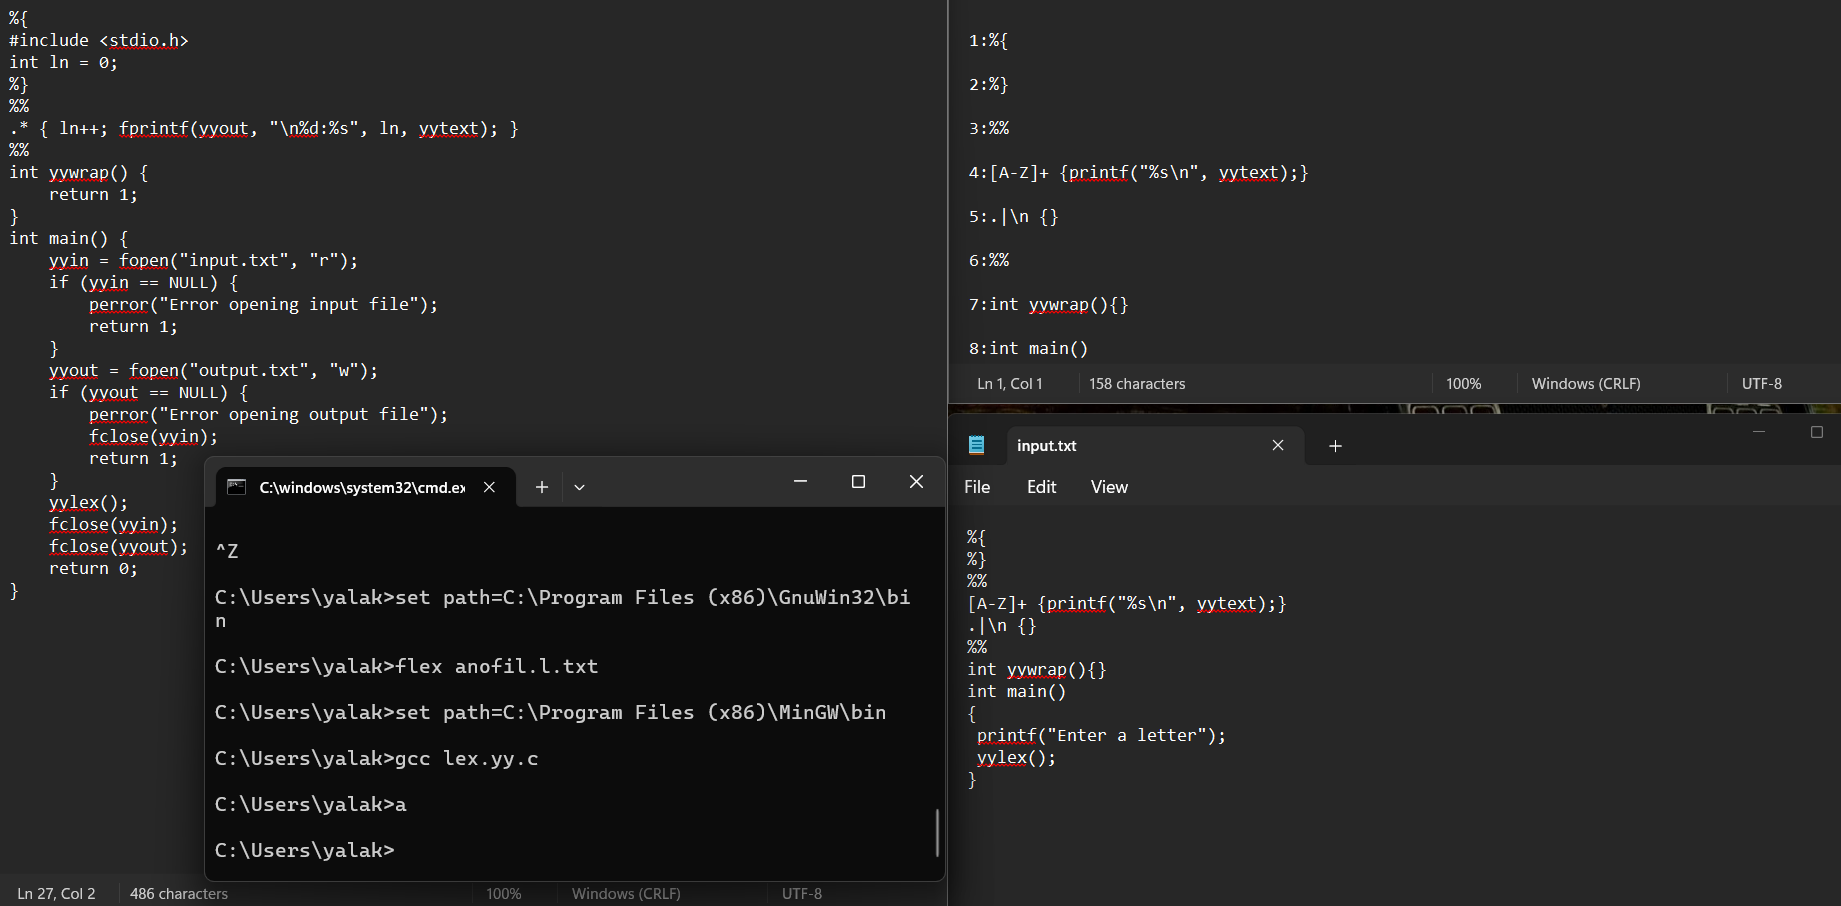 %{
#include <stdio.h>
int ln = 0;
%}
%%
.* { ln++; fprintf(yyout, "\n%d:%s", ln, yytext); }
%%
int yywrap() {
    return 1;
}
int main() {
    yyin = fopen("input.txt", "r");
    if (yyin == NULL) {
        perror("Error opening input file");
        return 1;
    }
    yyout = fopen("output.txt", "w");
    if (yyout == NULL) {
        perror("Error opening output file");
        fclose(yyin);
        return 1;
    }
    yylex();
    fclose(yyin);
    fclose(yyout);
    return 0;
}
Ln 27, Col 2
486 characters
100%
Windows (CRLF)
UTF-8
C:\windows\system32\cmd.ex
^Z
C:\Users\yalak>set path=C:\Program Files (x86)\GnuWin32\bi
n
C:\Users\yalak>flex anofil.l.txt
C:\Users\yalak>set path=C:\Program Files (x86)\MinGW\bin
C:\Users\yalak>gcc lex.yy.c
C:\Users\yalak>a
C:\Users\yalak>
1:%{
2:%}
3:%%
4:[A-Z]+ {printf("%s\n", yytext);}
5:.|\n {}
6:%%
7:int yywrap(){}
8:int main()
Ln 1, Col 1
158 characters
100%
Windows (CRLF)
UTF-8
input.txt
File Edit View
%{
%}
%%
[A-Z]+ {printf("%s\n", yytext);}
.|\n {}
%%
int yywrap(){}
int main()
{
 printf("Enter a letter");
 yylex();
}